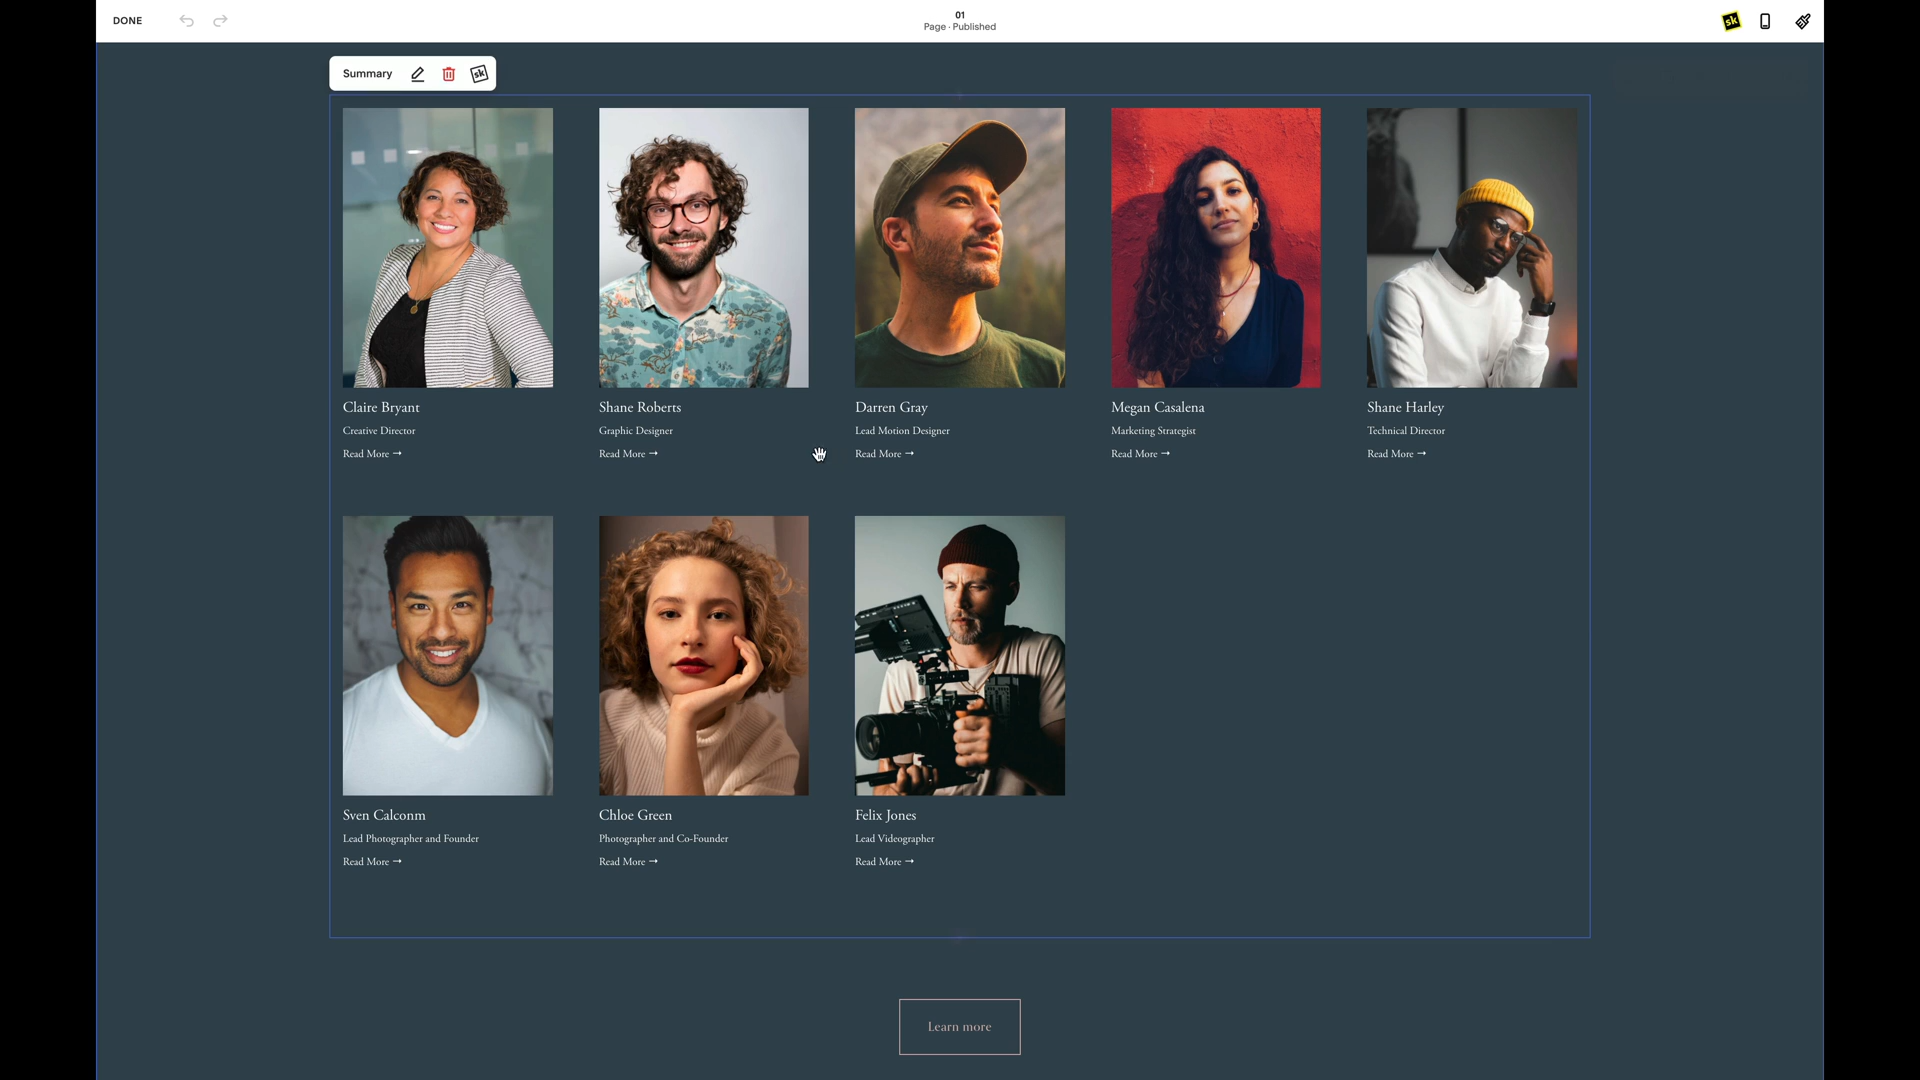 DONE
01
Page · Published
sk
Summary
sk
Claire Bryant
Creative Director
Read More →
Shane Roberts
Graphic Designer
Read More →
Darren Gray
Lead Motion Designer
Read More →
Megan Casalena
Marketing Strategist
Read More →
Shane Harley
Technical Director
Read More →
Sven Calconm
Lead Photographer and Founder
Read More →
Chloe Green
Photographer and Co-Founder
Read More →
Felix Jones
Lead Videographer
Read More →
Learn more